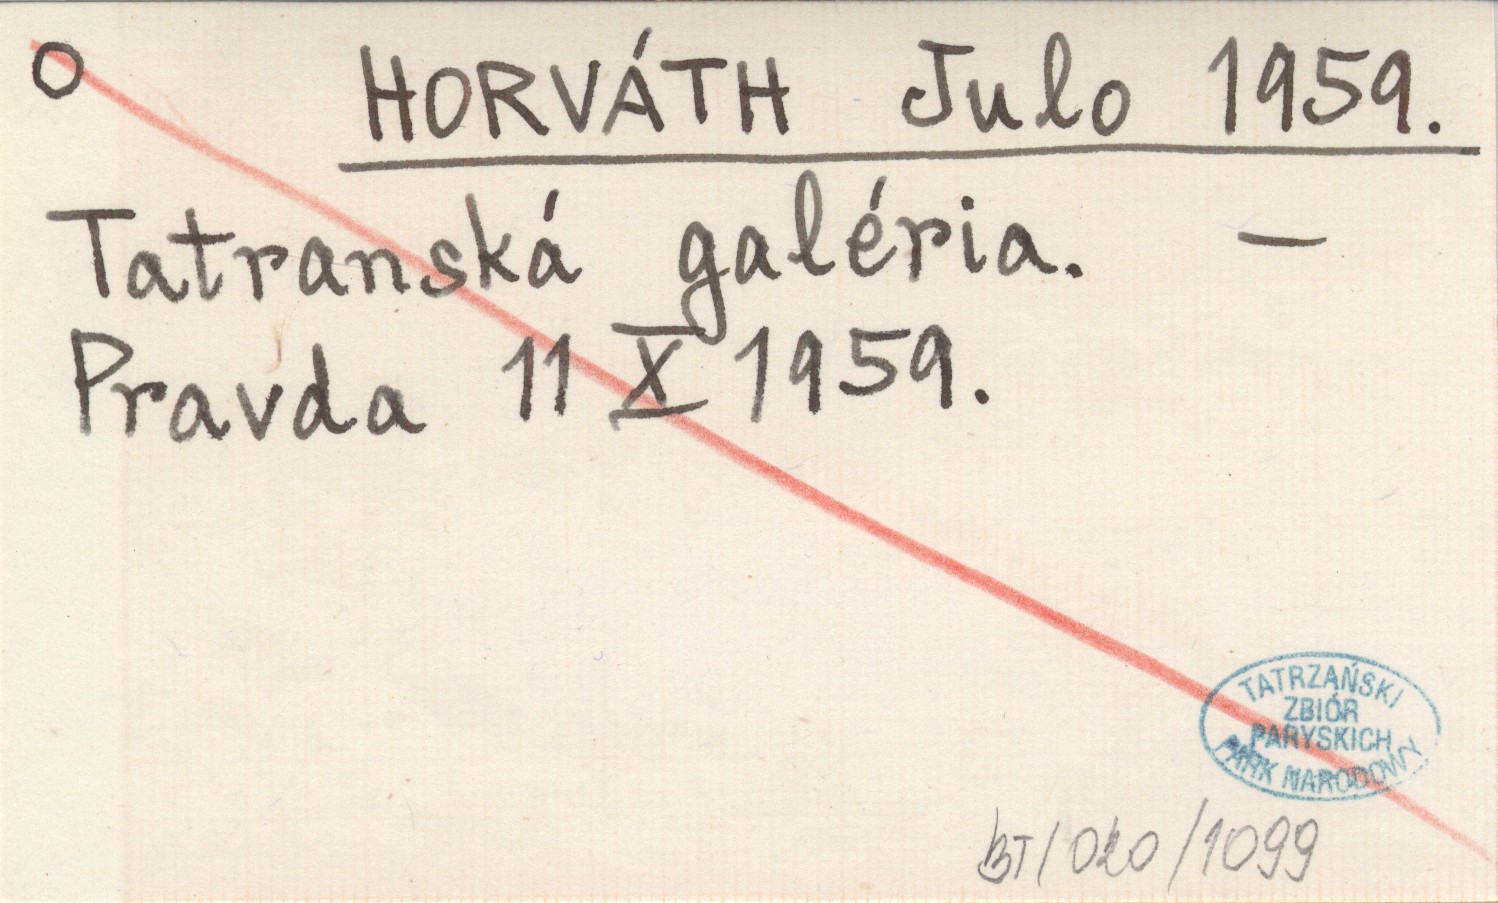 O HORVÁTH Julo 1959.
Tatranská galéria. —
Pravda 11 X 1959.
TATRZAŃSKI
ZBIÓR
PARYSKICH
PARK NARODOWY
BT/020/1099